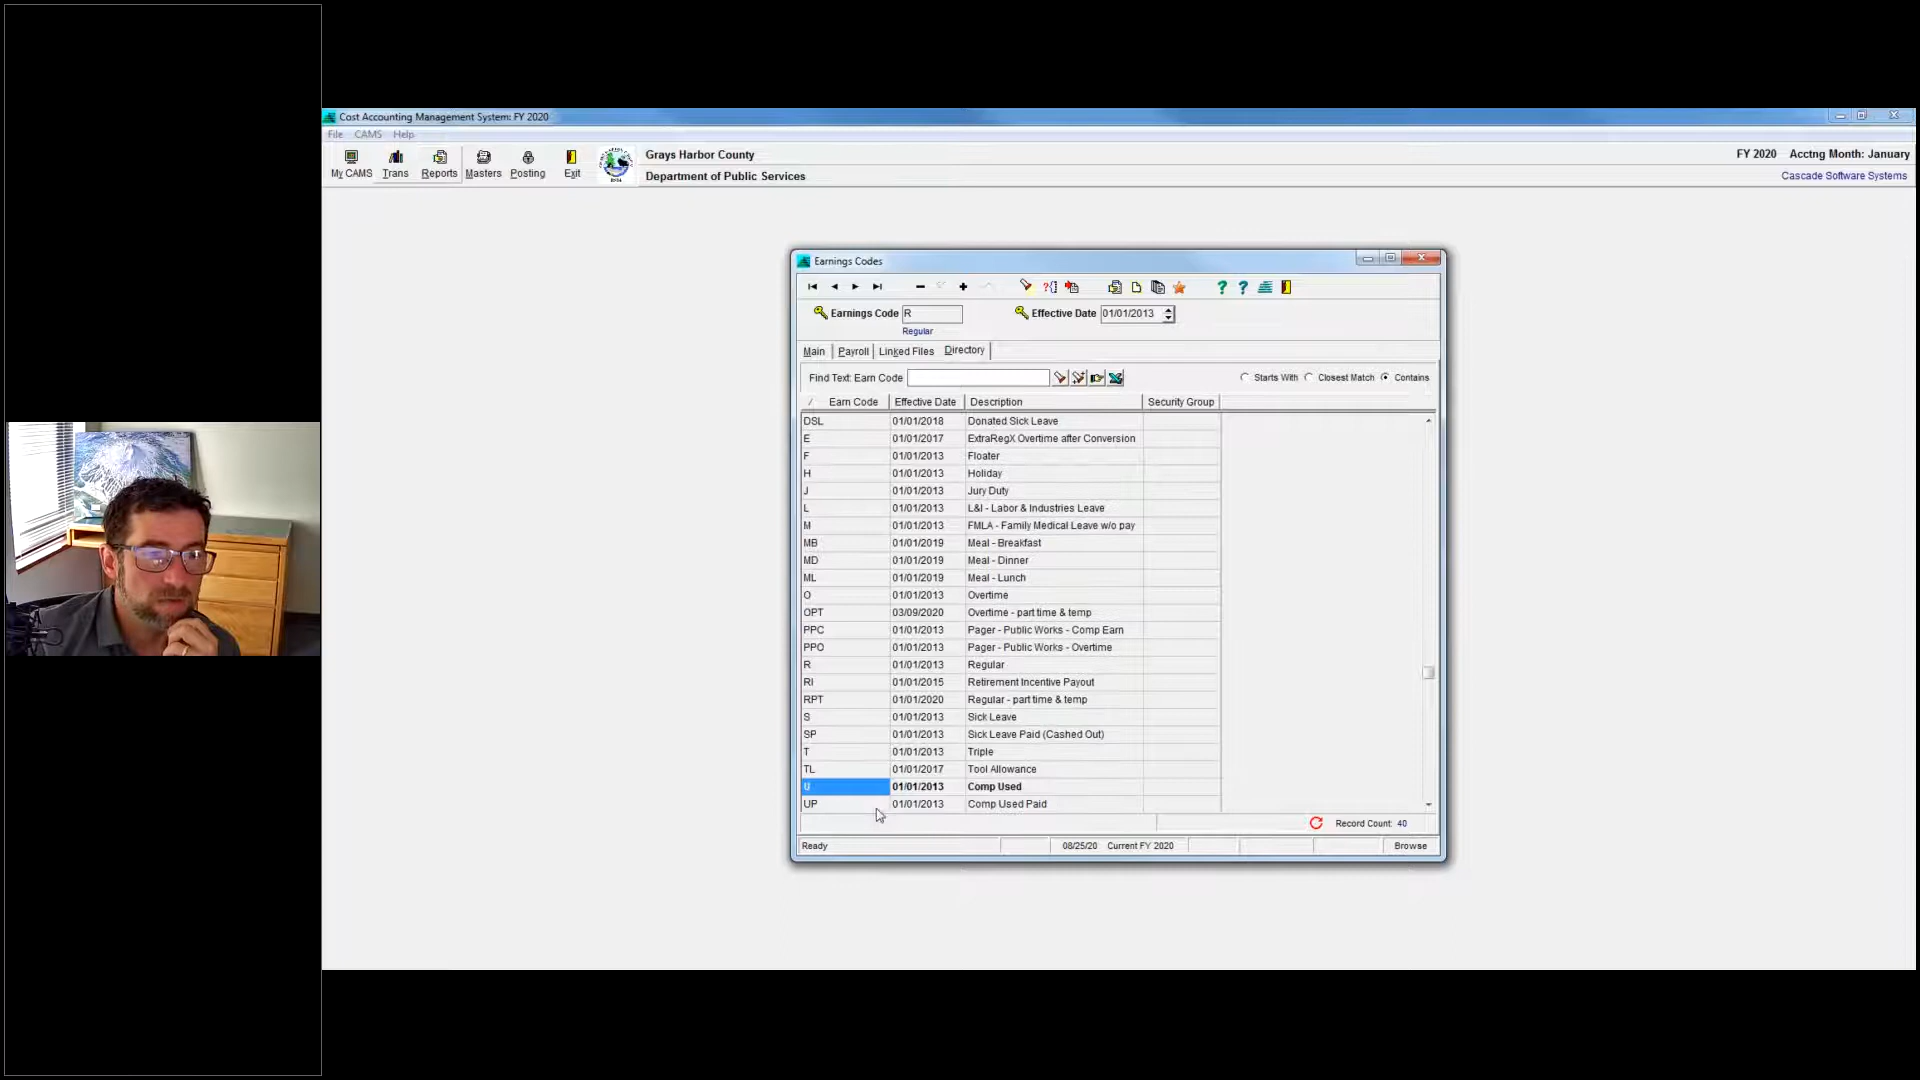 Cost Accounting Management System: FY 2020
File CAMS Help
My CAMS Trans Reports Masters Posting Exit
Grays Harbor County
Department of Public Services
FY 2020 Acctng Month: January
Cascade Software Systems
Earnings Codes
Earnings Code R Effective Date 01/01/2013
Regular
Main Payroll Linked Files Directory
Find Text: Earn Code Starts With Closest Match Contains
Earn Code Effective Date Description Security Group
DSL 01/01/2018 Donated Sick Leave
E 01/01/2017 ExtraRegX Overtime after Conversion
F 01/01/2013 Floater
H 01/01/2013 Holiday
J 01/01/2013 Jury Duty
L 01/01/2013 L&I - Labor & Industries Leave
M 01/01/2013 FMLA - Family Medical Leave w/o pay
MB 01/01/2019 Meal - Breakfast
MD 01/01/2019 Meal - Dinner
ML 01/01/2019 Meal - Lunch
O 01/01/2013 Overtime
OPT 03/09/2020 Overtime - part time & temp
PPC 01/01/2013 Pager - Public Works - Comp Earn
PPO 01/01/2013 Pager - Public Works - Overtime
R 01/01/2013 Regular
RI 01/01/2015 Retirement Incentive Payout
RPT 01/01/2020 Regular - part time & temp
S 01/01/2013 Sick Leave
SP 01/01/2013 Sick Leave Paid (Cashed Out)
T 01/01/2013 Triple
TL 01/01/2017 Tool Allowance
U 01/01/2013 Comp Used
UP 01/01/2013 Comp Used Paid
Record Count: 40
Ready 08/25/20 Current FY 2020 Browse